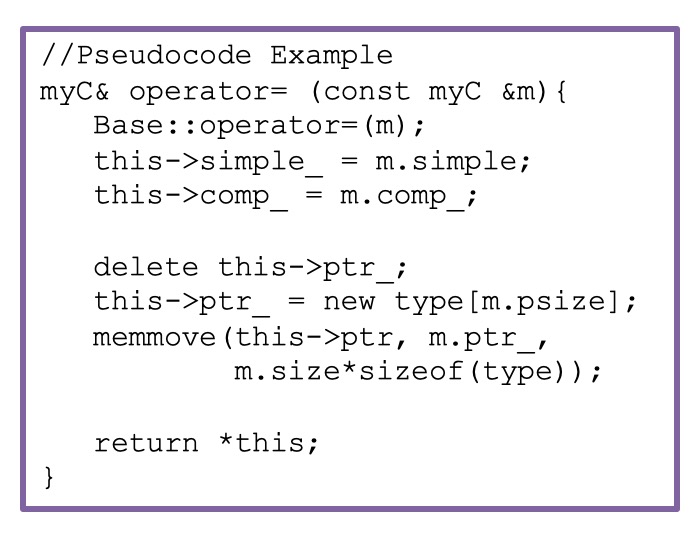 //Pseudocode Example
myC& operator= (const myC &m){
   Base::operator=(m);
   this->simple_ = m.simple;
   this->comp_ = m.comp_;

   delete this->ptr_;
   this->ptr_ = new type[m.psize];
   memmove(this->ptr, m.ptr_,
           m.size*sizeof(type));

   return *this;
}